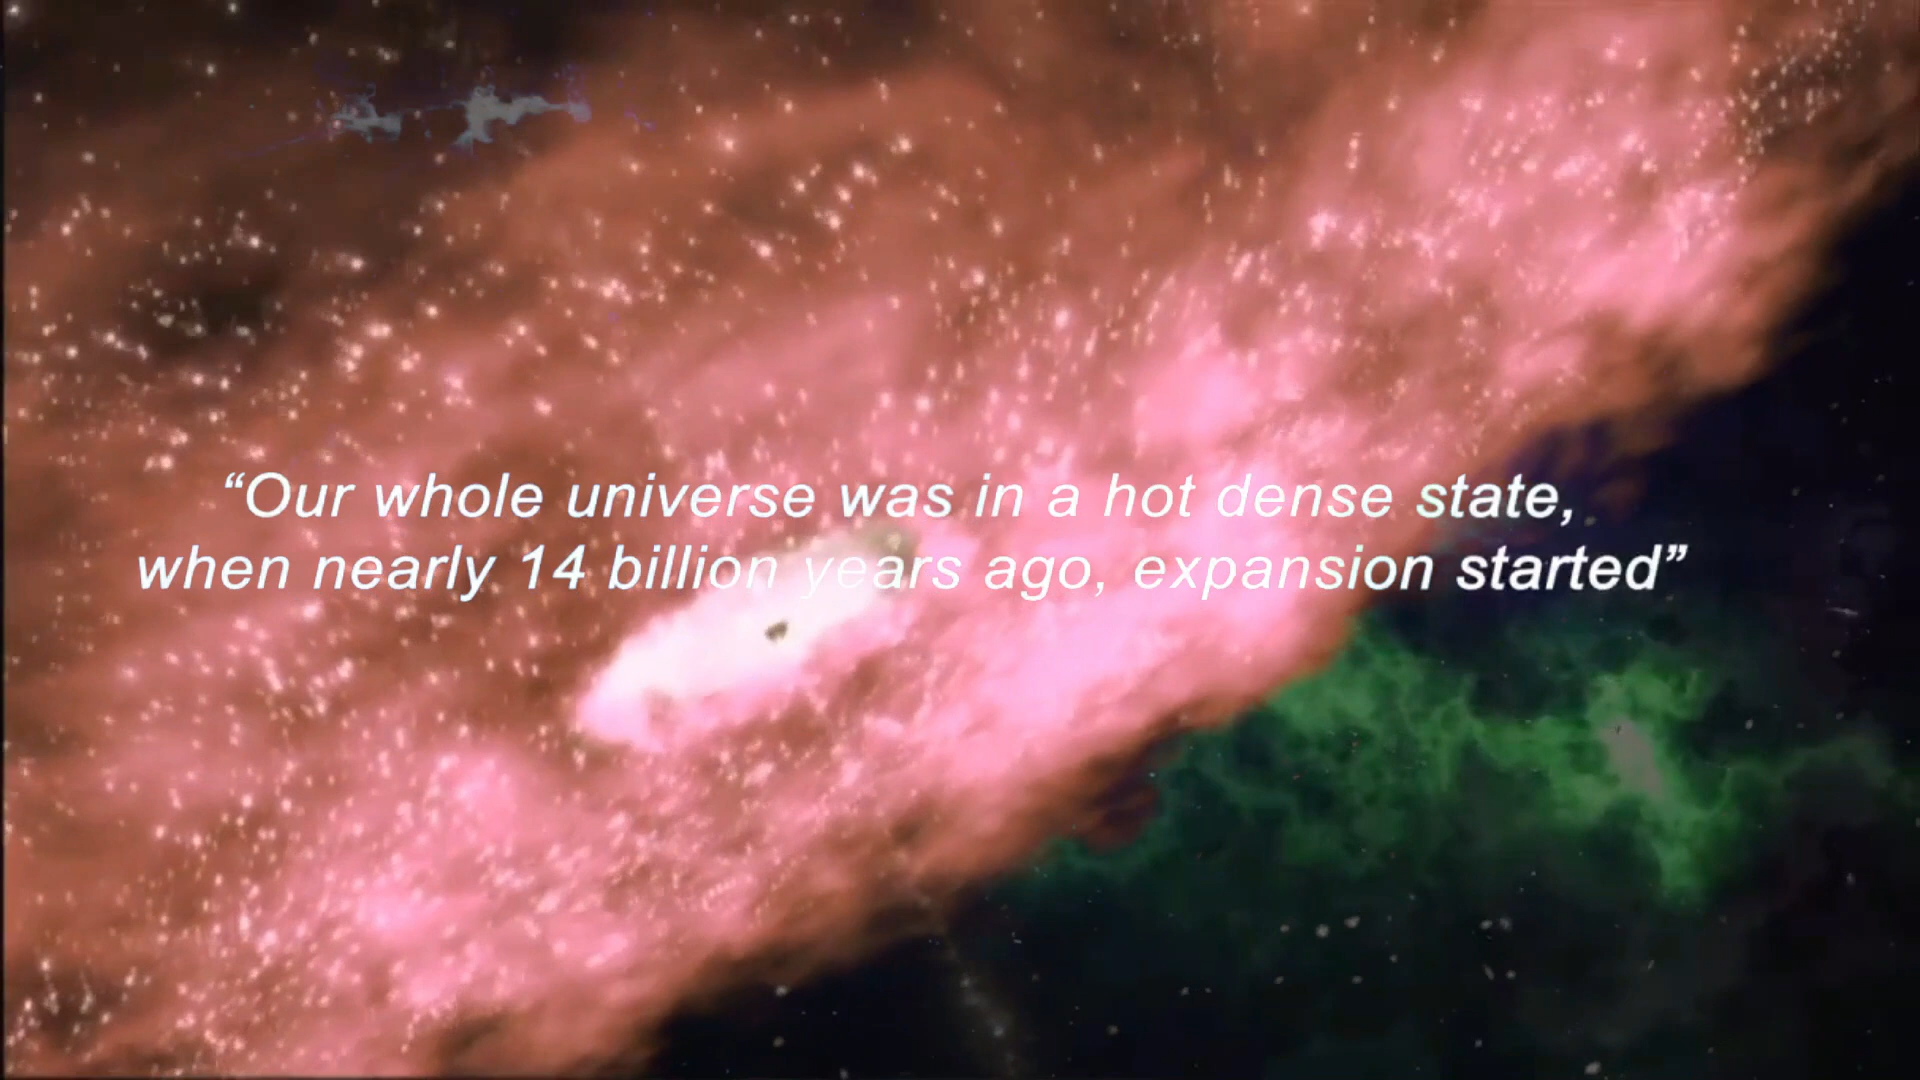 “Our whole universe was in a hot dense state,
when nearly 14 billion years ago, expansion started”